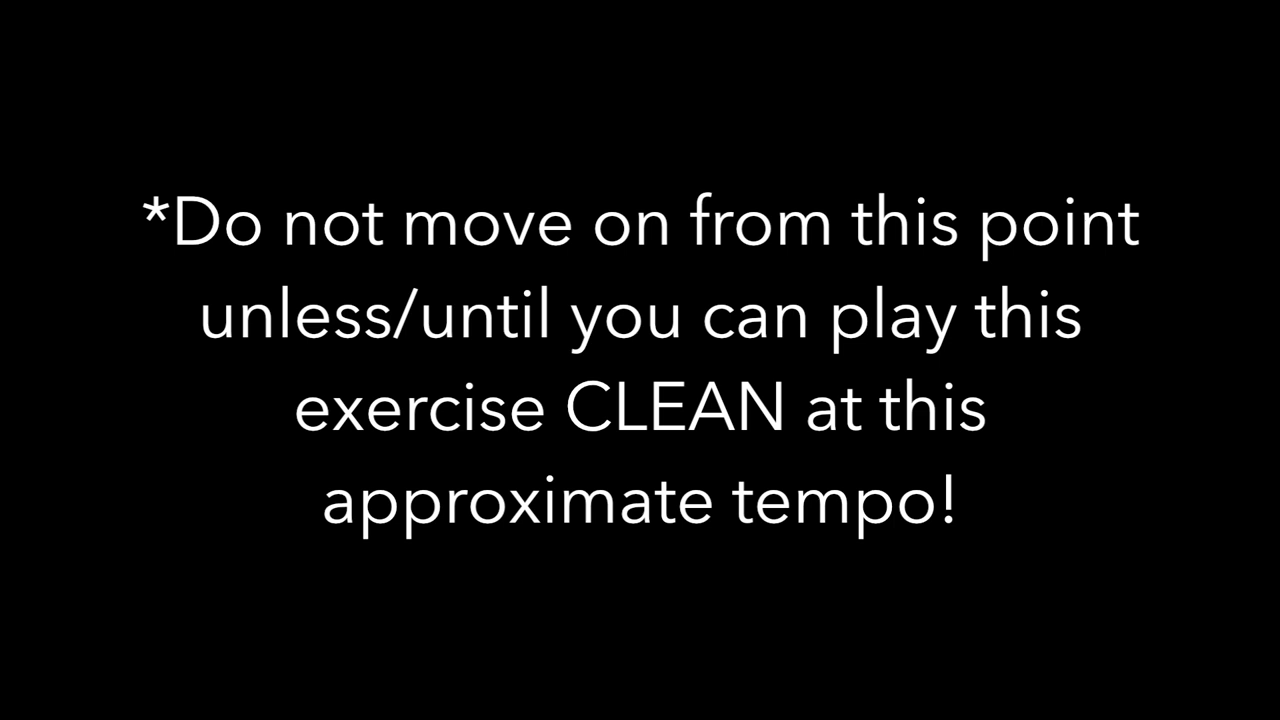 *Do not move on from this point
unless/until you can play this
exercise CLEAN at this
approximate tempo!